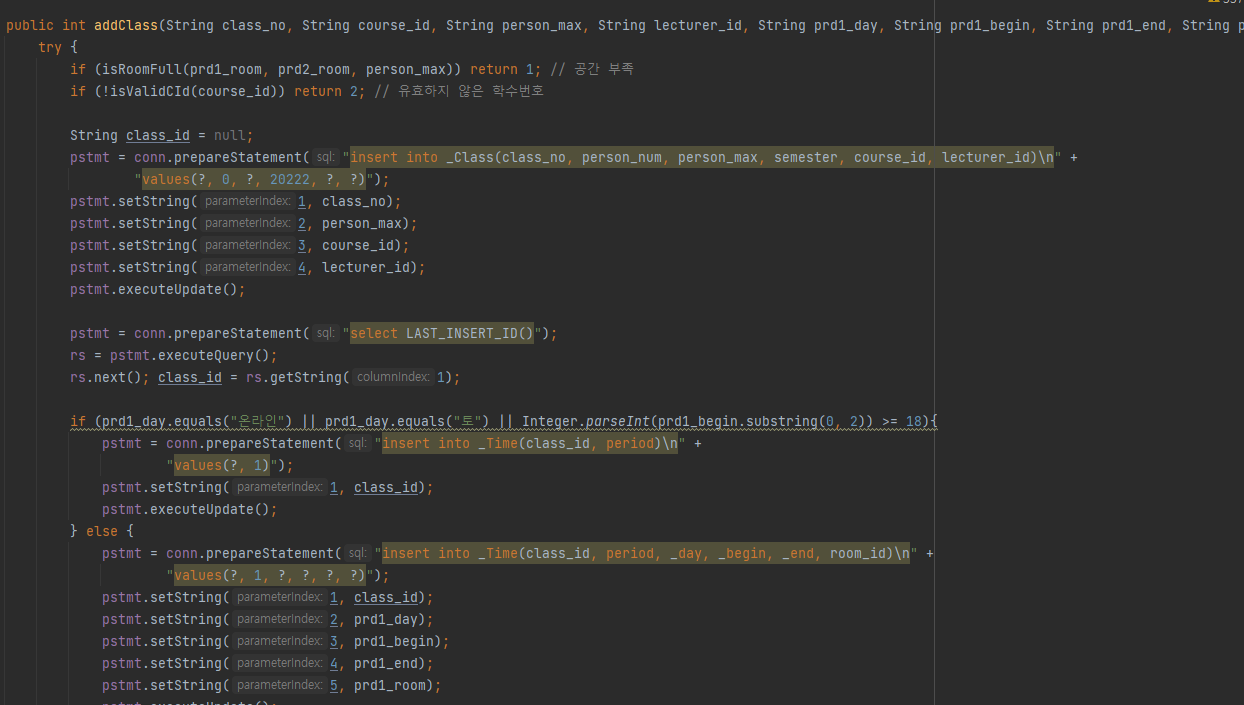 public int addClass(String class_no, String course_id, String person_max, String lecturer_id, String prd1_day, String prd1_begin, String prd1_end, String p
try {
if (isRoomFull(prd1_room, prd2_room, person_max)) return 1; // 공간 부족
if (!isValidCId(course_id)) return 2; // 유효하지 않은 학수번호
String class_id = null;
pstmt = conn.prepareStatement( sql: "insert into _Class(class_no, person_num, person_max, semester, course_id, lecturer_id)\n" +
"values(?, 0, ?, 20222, ?, ?)");
pstmt.setString( parameterIndex: 1, class_no);
pstmt.setString( parameterIndex: 2, person_max);
pstmt.setString( parameterIndex: 3, course_id);
pstmt.setString( parameterIndex: 4, lecturer_id);
pstmt.executeUpdate();
pstmt = conn.prepareStatement( sql: "select LAST_INSERT_ID()");
rs = pstmt.executeQuery();
rs.next(); class_id = rs.getString( columnIndex: 1);
if (prd1_day.equals("온라인") || prd1_day.equals("토") || Integer.parseInt(prd1_begin.substring(0, 2)) >= 18){
pstmt = conn.prepareStatement( sql: "insert into _Time(class_id, period)\n" +
"values(?, 1)");
pstmt.setString( parameterIndex: 1, class_id);
pstmt.executeUpdate();
} else {
pstmt = conn.prepareStatement( sql: "insert into _Time(class_id, period, _day, _begin, _end, room_id)\n" +
"values(?, 1, ?, ?, ?, ?)");
pstmt.setString( parameterIndex: 1, class_id);
pstmt.setString( parameterIndex: 2, prd1_day);
pstmt.setString( parameterIndex: 3, prd1_begin);
pstmt.setString( parameterIndex: 4, prd1_end);
pstmt.setString( parameterIndex: 5, prd1_room);
pstmt.executeUpdate();